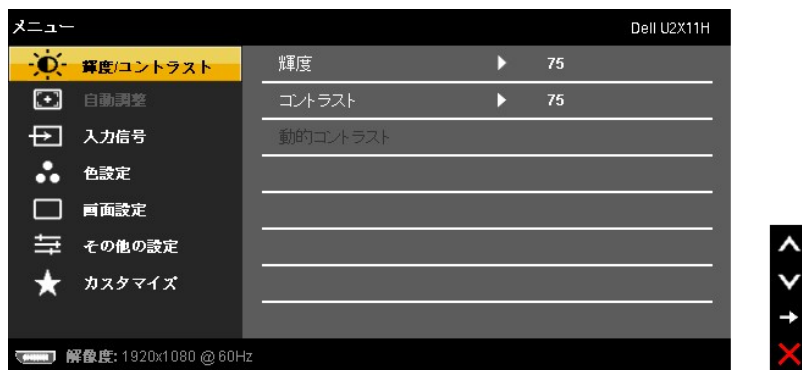 メニュー
Dell U2X11H
輝度/コントラスト
輝度 75
自動調整
コントラスト 75
入力信号
動的コントラスト
色設定
画面設定
その他の設定
カスタマイズ
解像度: 1920x1080 @ 60Hz